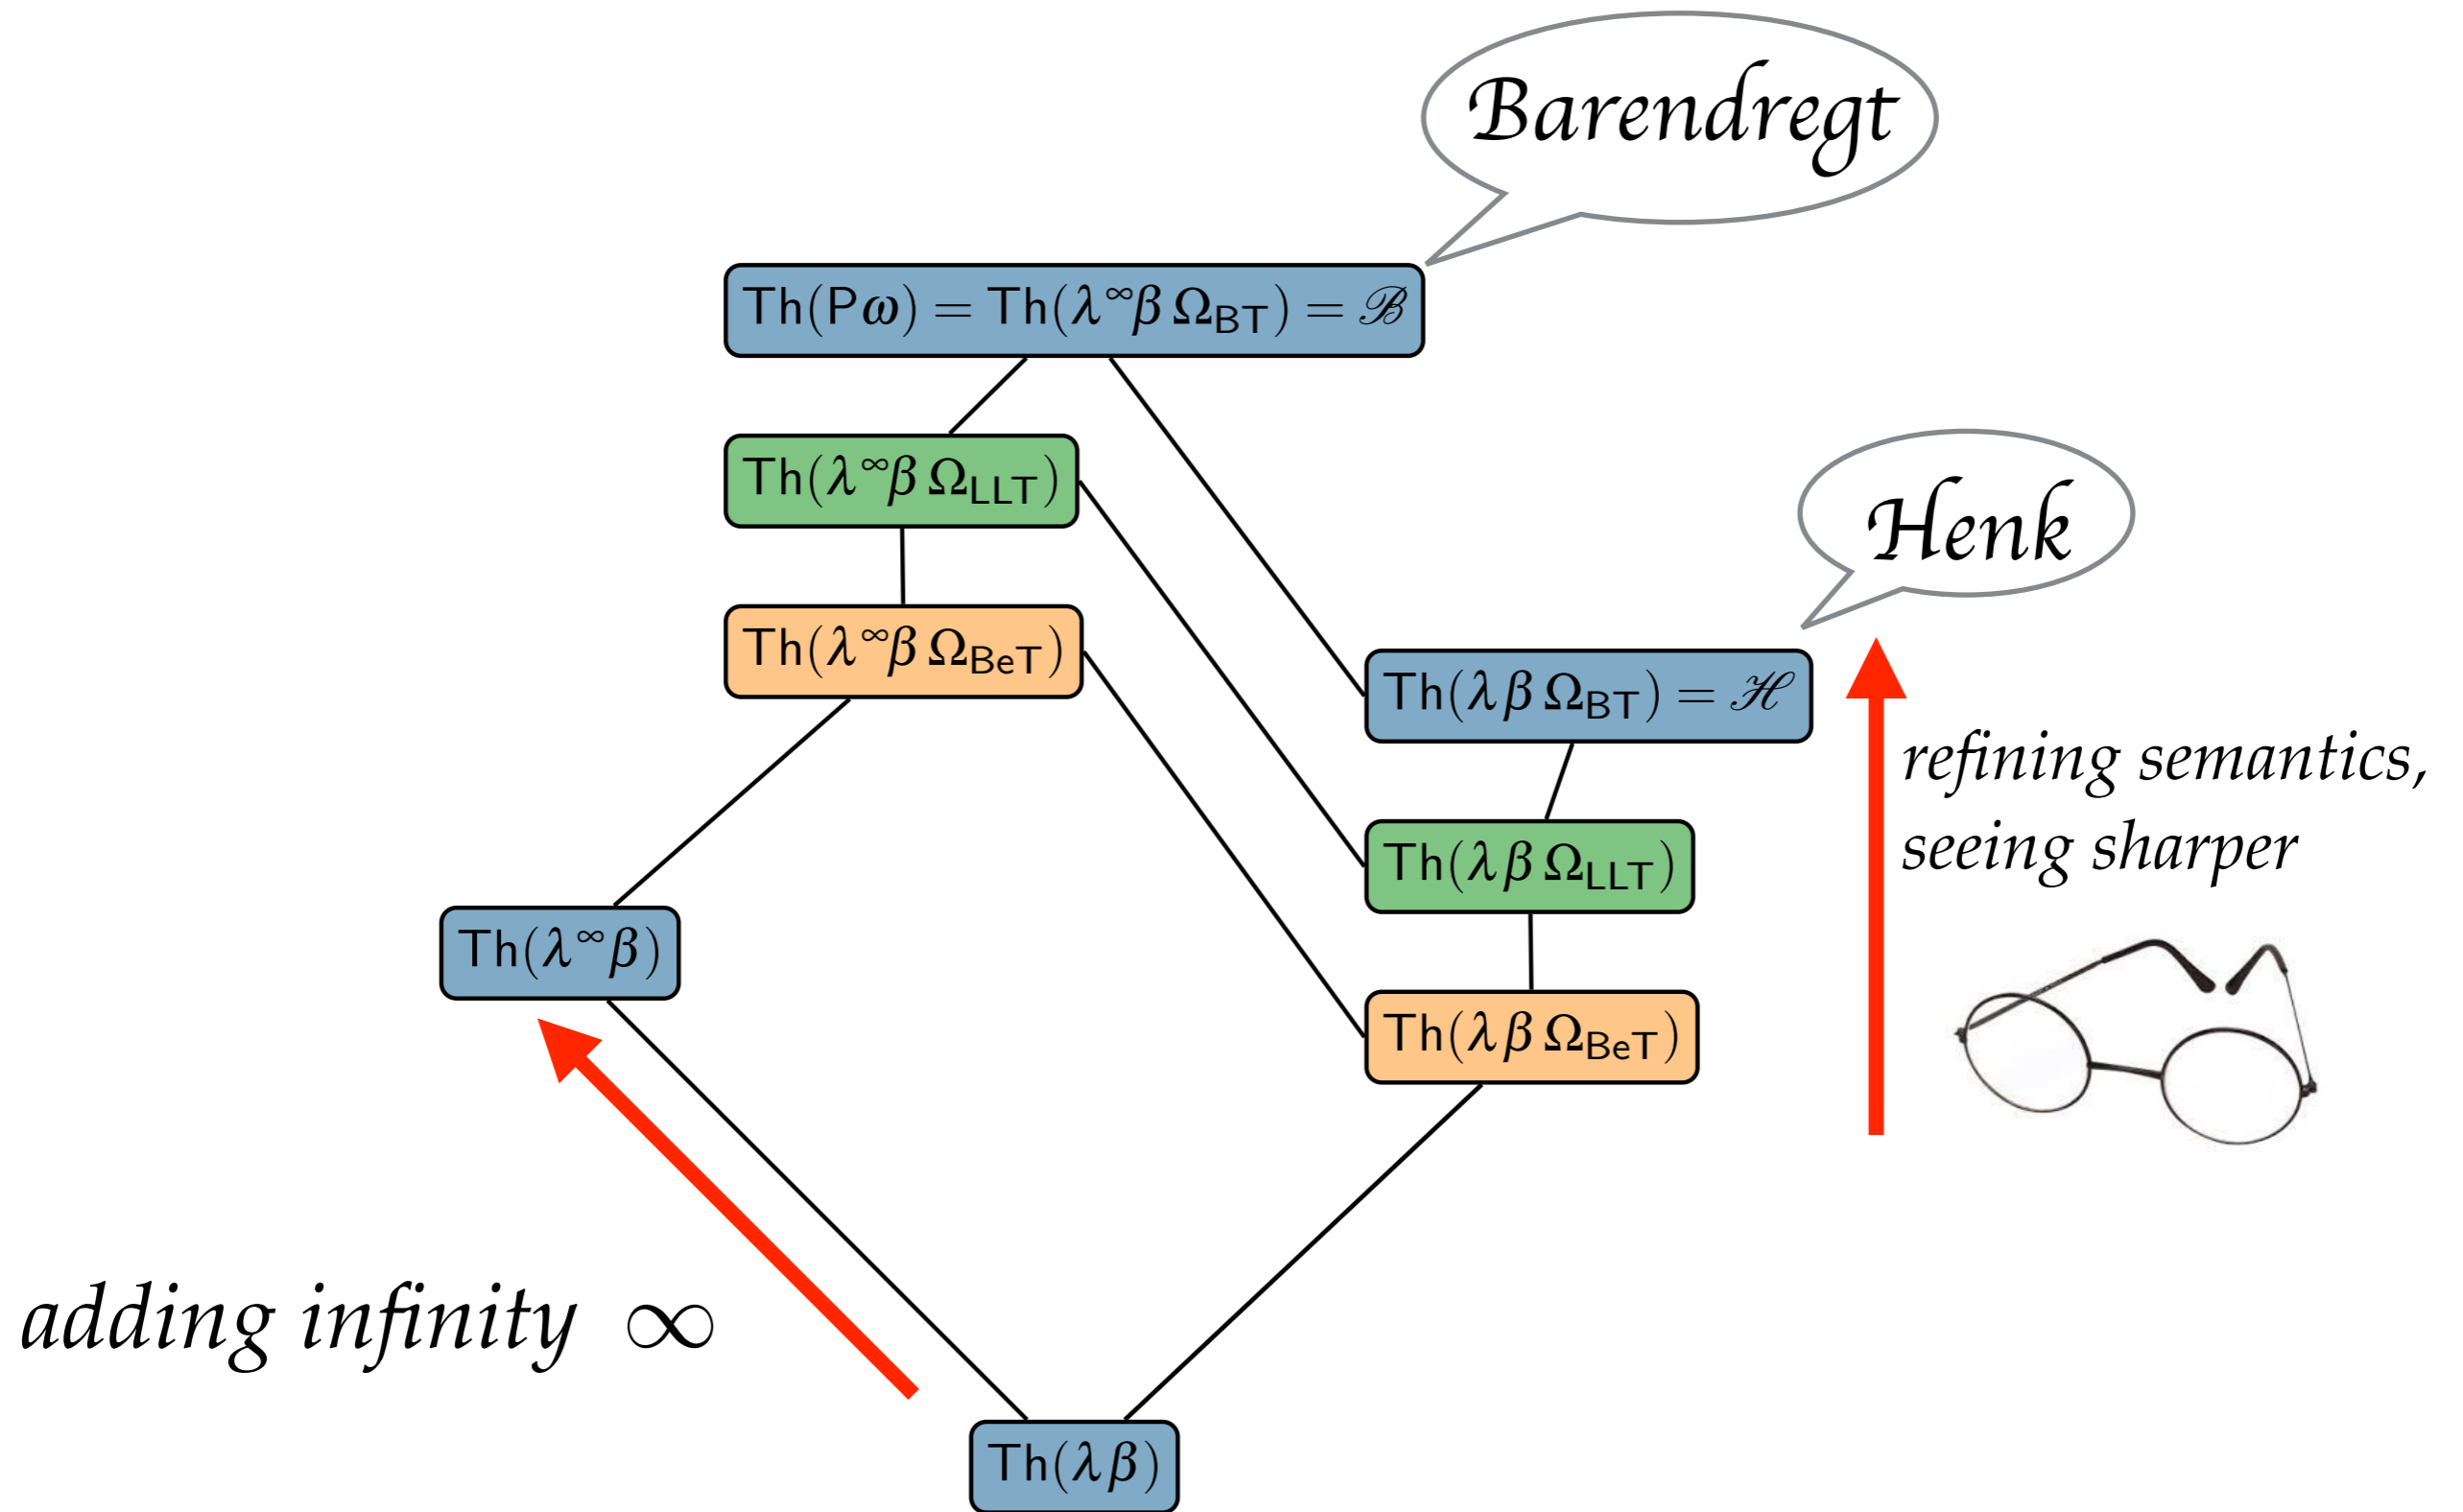 Barendregt
Th(Pω) = Th(λ^∞β Ω_BT) = ℬ
Th(λ^∞β Ω_LLT)
Henk
Th(λ^∞β Ω_BeT)
Th(λβ Ω_BT) = ℋ
refining semantics,
seeing sharper
Th(λβ Ω_LLT)
Th(λ^∞β)
Th(λβ Ω_BeT)
adding infinity ∞
Th(λβ)